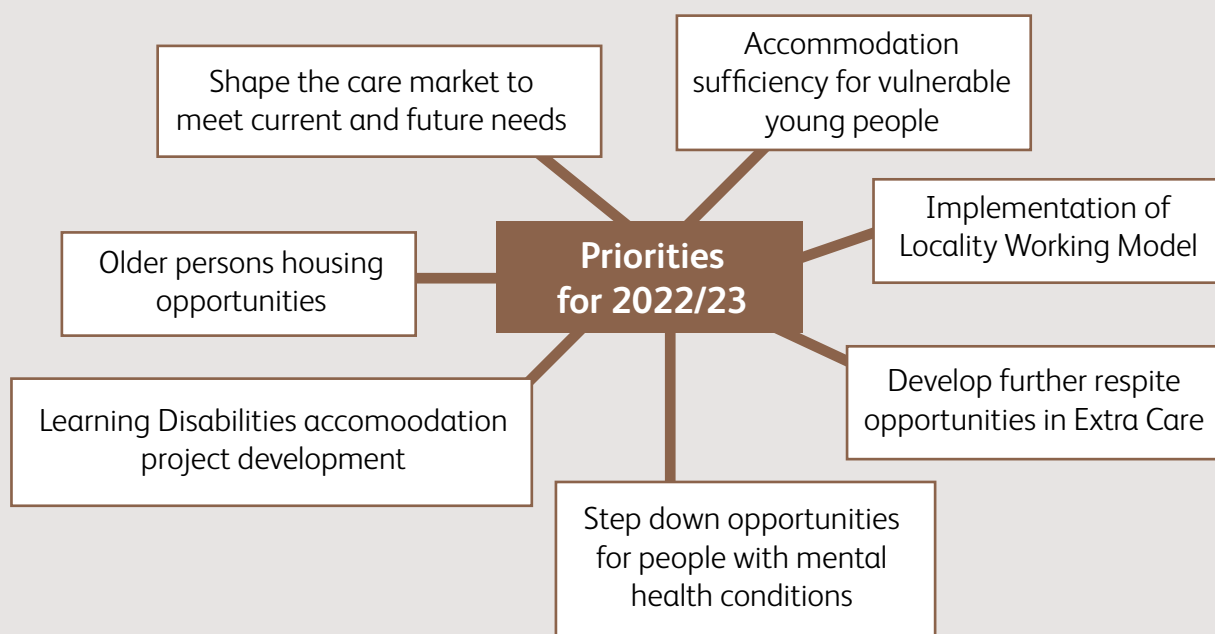 Shape the care market to
meet current and future needs
Accommodation
sufficiency for vulnerable
young people
Older persons housing
opportunities
Priorities
for 2022/23
Implementation of
Locality Working Model
Learning Disabilities accomoodation
project development
Develop further respite
opportunities in Extra Care
Step down opportunities
for people with mental
health conditions